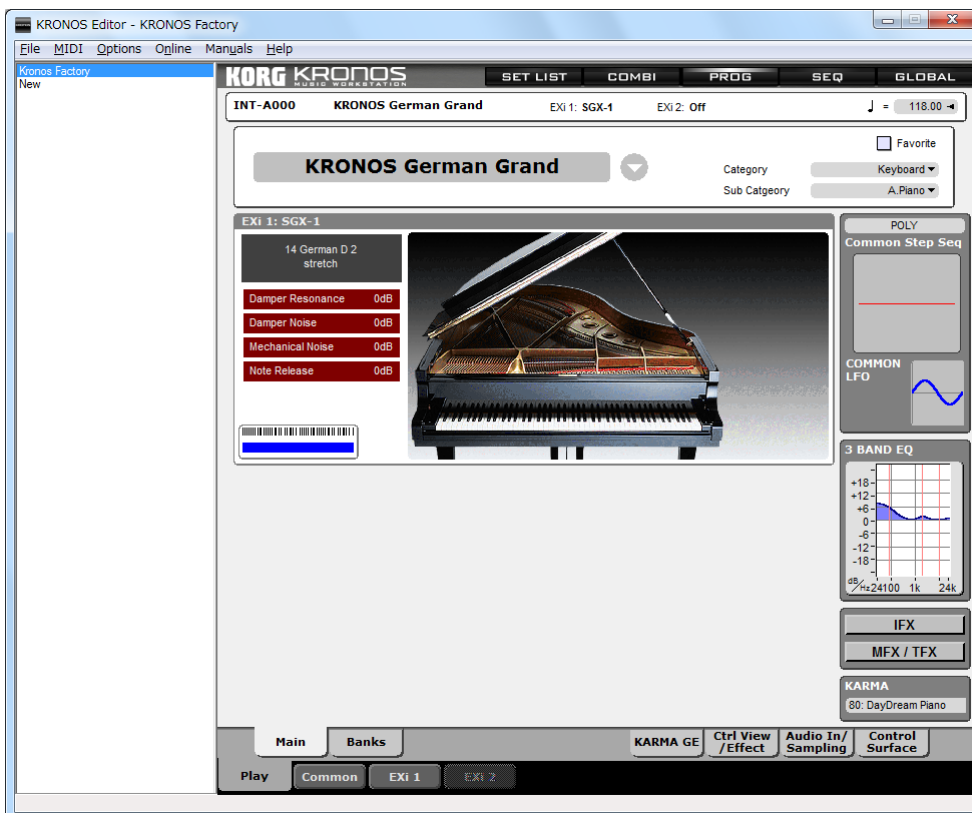 KRONOS Editor - KRONOS Factory
File MIDI Options Online Manuals Help
Kronos Factory
New
KORG KRONOS
MUSIC WORKSTATION
SET LIST COMBI PROG SEQ GLOBAL
INT-A000 KRONOS German Grand EXi 1: SGX-1 EXi 2: Off ♩ = 118.00
Favorite
KRONOS German Grand
Category Keyboard
Sub Catgeory A.Piano
EXi 1: SGX-1
14 German D 2
stretch
Damper Resonance 0dB
Damper Noise 0dB
Mechanical Noise 0dB
Note Release 0dB
POLY
Common Step Seq
COMMON
LFO
3 BAND EQ
+18
+12
+6
0
-6
-12
-18
dB/Hz 24 100 1k 24k
IFX
MFX / TFX
KARMA
80: DayDream Piano
Main Banks KARMA GE Ctrl View /Effect Audio In/ Sampling Control Surface
Play Common EXi 1 EXi 2